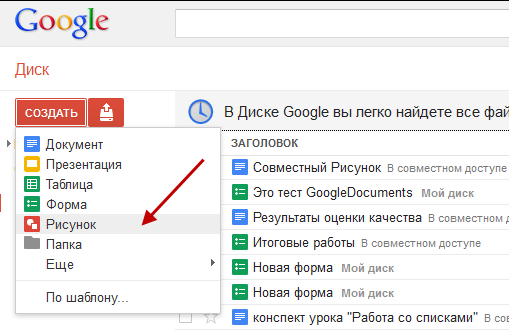 Google
Диск
СОЗДАТЬ
В Диске Google вы легко найдете все фай
ЗАГОЛОВОК
Документ
Презентация
Таблица
Форма
Рисунок
Папка
Еще
По шаблону...
Совместный Рисунок В совместном доступе
Это тест GoogleDocuments Мой диск
Результаты оценки качества В совместном
Итоговые работы В совместном доступе
Новая форма Мой диск
Новая форма Мой диск
конспект урока "Работа со списками" В